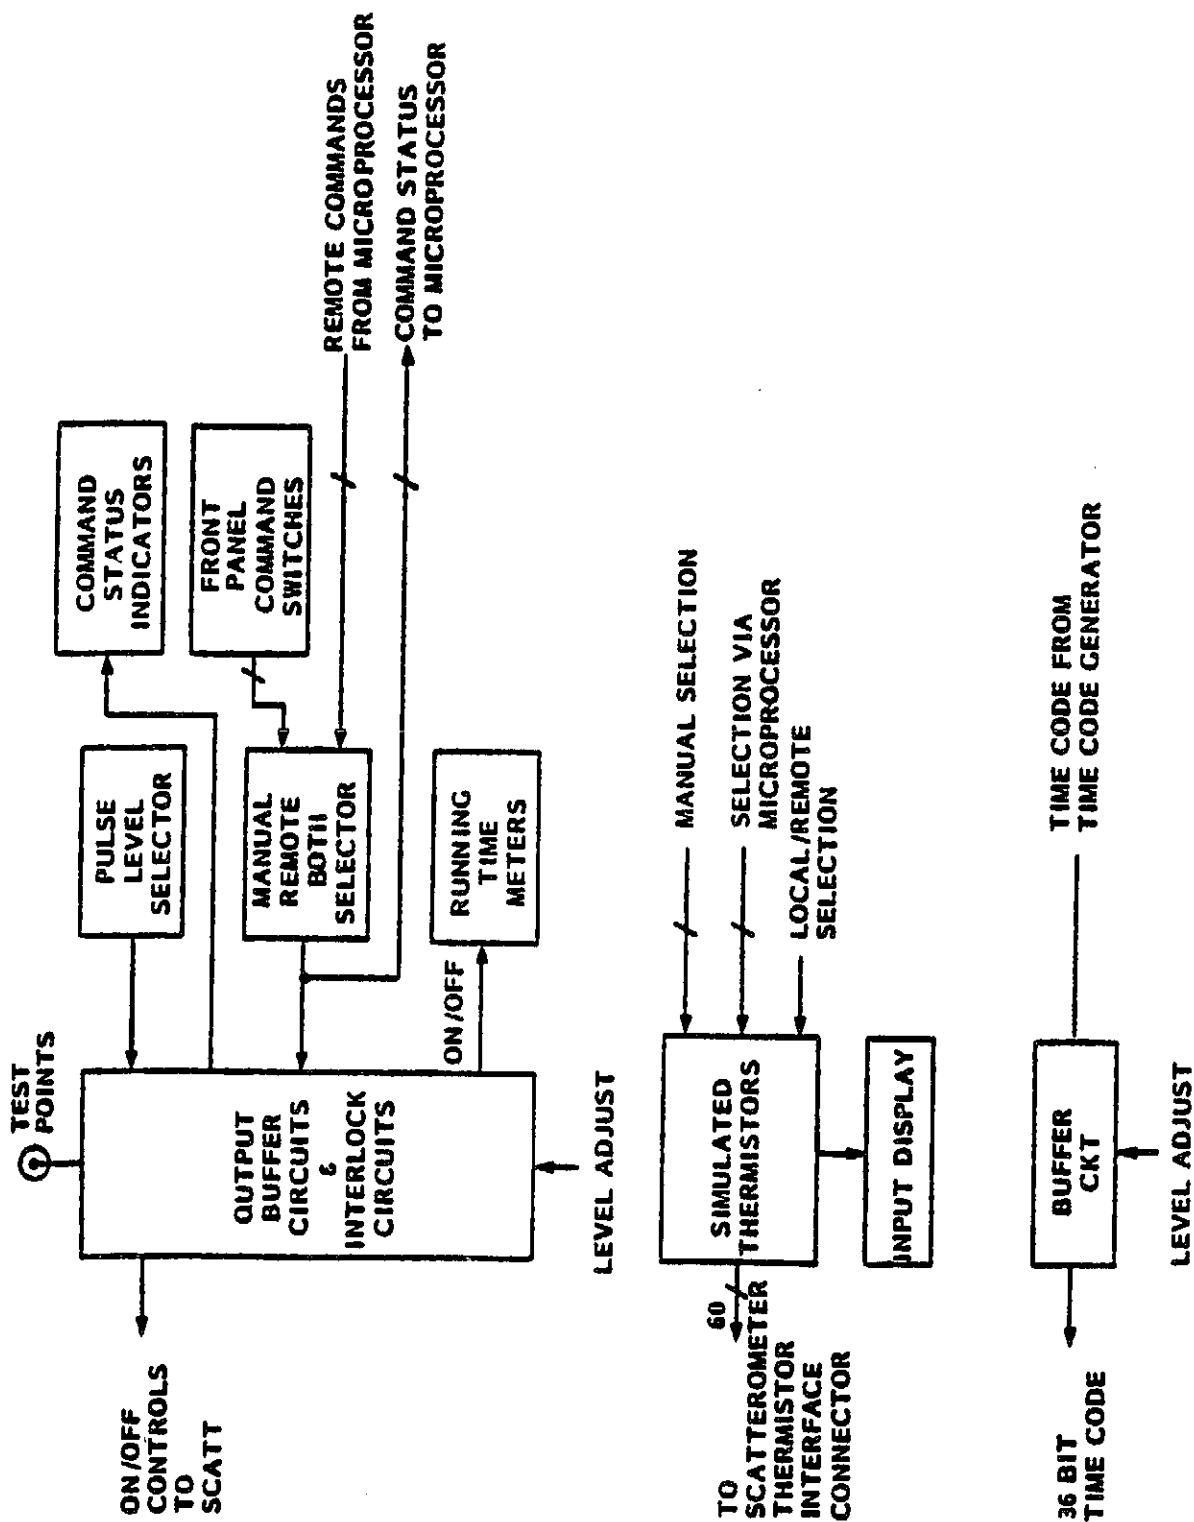 TEST
POINTS
ON/OFF
CONTROLS
TO
SCATT
OUTPUT
BUFFER
CIRCUITS
&
INTERLOCK
CIRCUITS
LEVEL ADJUST
PULSE
LEVEL
SELECTOR
MANUAL
REMOTE
BOTH
SELECTOR
ON/OFF
RUNNING
TIME
METERS
COMMAND
STATUS
INDICATORS
FRONT
PANEL
COMMAND
SWITCHES
REMOTE COMMANDS
FROM MICROPROCESSOR
COMMAND STATUS
TO MICROPROCESSOR
60
TO
SCATTEROMETER
THERMISTOR
INTERFACE
CONNECTOR
SIMULATED
THERMISTORS
INPUT DISPLAY
MANUAL SELECTION
SELECTION VIA
MICROPROCESSOR
LOCAL/REMOTE
SELECTION
36 BIT
TIME CODE
BUFFER
CKT
LEVEL ADJUST
TIME CODE FROM
TIME CODE GENERATOR